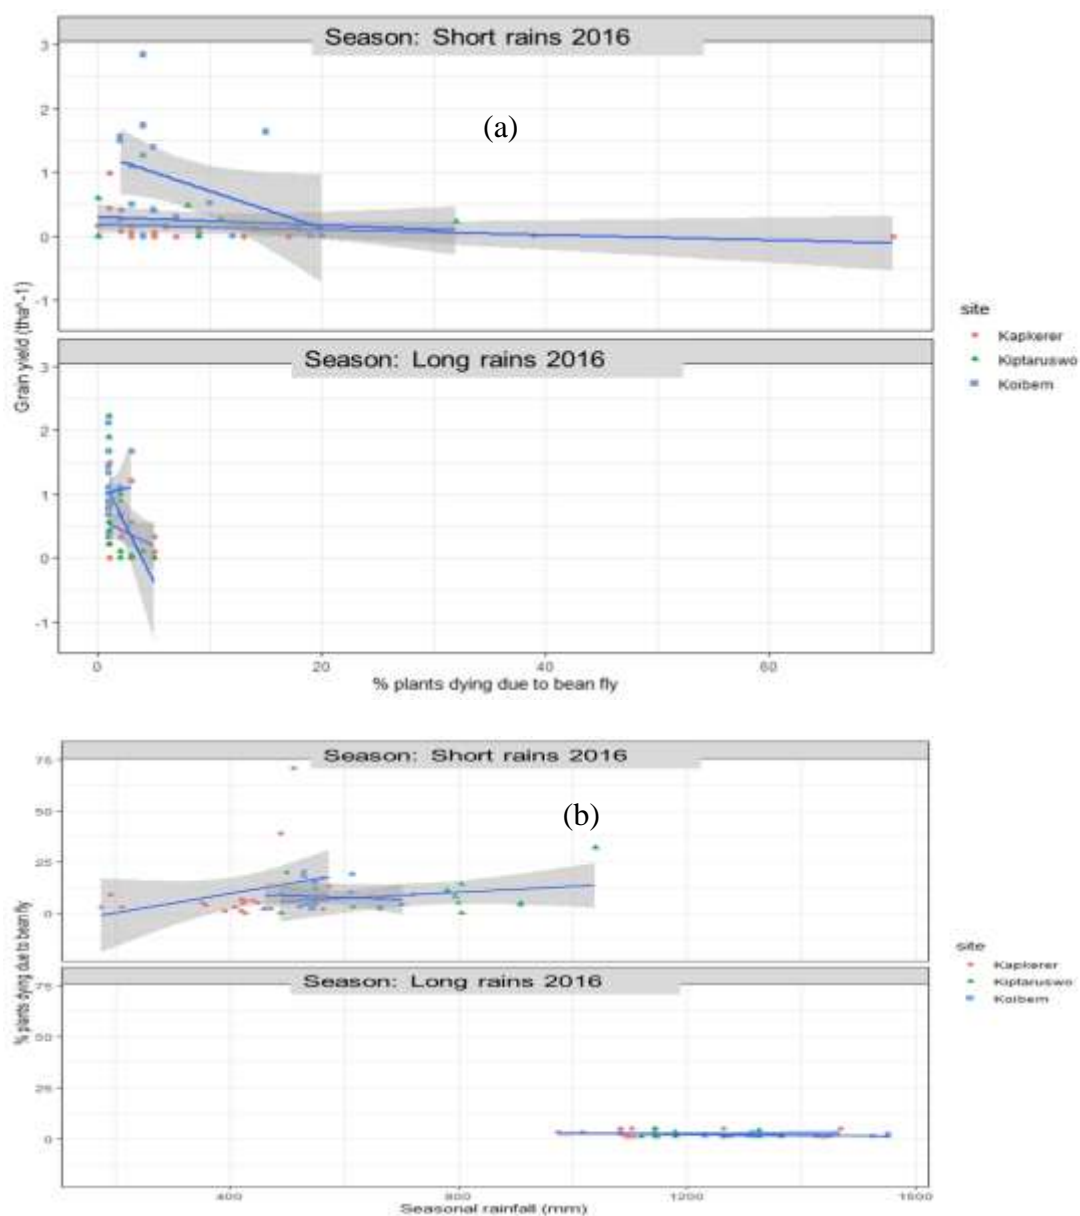 Season: Short rains 2016
(a)
3
2
1
0
-1
Season: Long rains 2016
3
2
1
0
-1
Grain yield (tha^-1)
0 20 40 60
% plants dying due to bean fly
site
Kapkerer
Kiptaruswo
Koibem
Season: Short rains 2016
(b)
75
50
25
0
Season: Long rains 2016
75
50
25
0
% plants dying due to bean fly
400 800 1200 1600
Seasonal rainfall (mm)
site
Kapkerer
Kiptaruswo
Koibem